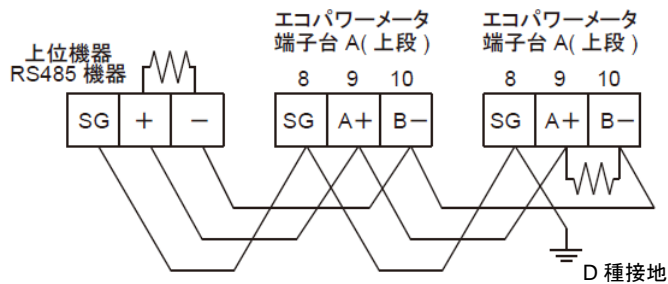 エコパワーメータ
端子台 A( 上段 )
エコパワーメータ
端子台 A( 上段 )
上位機器
RS485 機器
8 9 10
8 9 10
SG + −
SG A+ B−
SG A+ B−
D 種接地